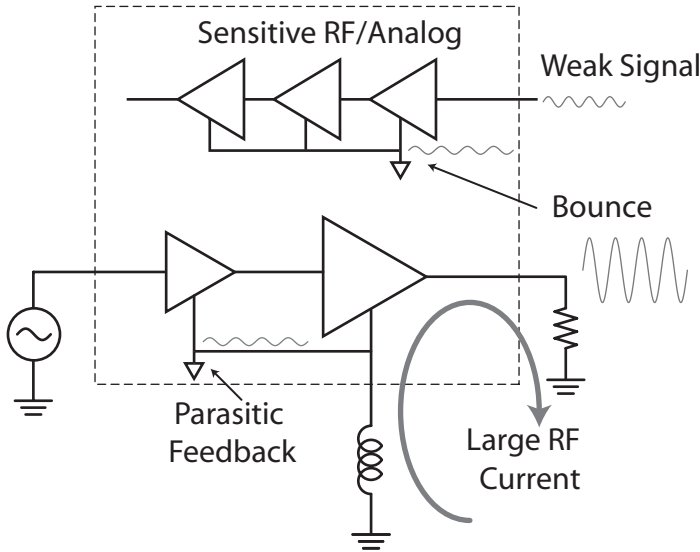 Sensitive RF/Analog
Weak Signal
Bounce
Parasitic
Feedback
Large RF
Current